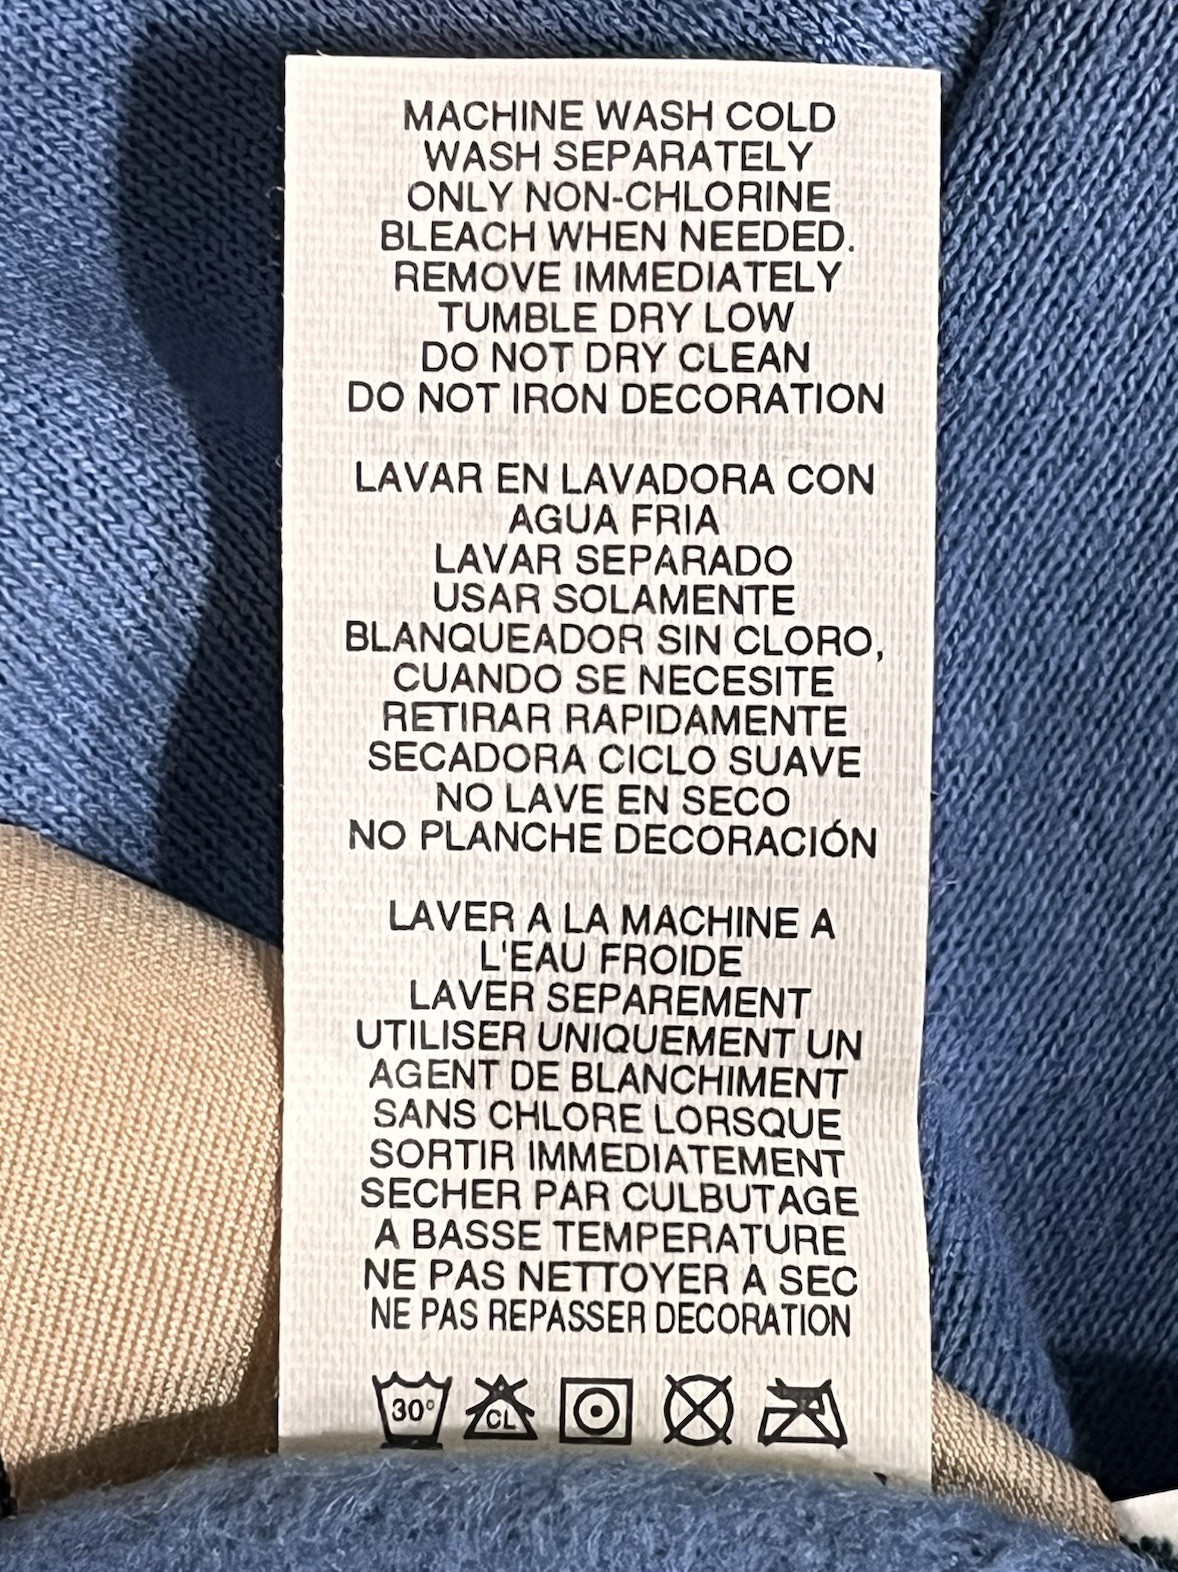 MACHINE WASH COLD
WASH SEPARATELY
ONLY NON-CHLORINE
BLEACH WHEN NEEDED.
REMOVE IMMEDIATELY
TUMBLE DRY LOW
DO NOT DRY CLEAN
DO NOT IRON DECORATION
LAVAR EN LAVADORA CON
AGUA FRIA
LAVAR SEPARADO
USAR SOLAMENTE
BLANQUEADOR SIN CLORO,
CUANDO SE NECESITE
RETIRAR RAPIDAMENTE
SECADORA CICLO SUAVE
NO LAVE EN SECO
NO PLANCHE DECORACIÓN
LAVER A LA MACHINE A
L'EAU FROIDE
LAVER SEPAREMENT
UTILISER UNIQUEMENT UN
AGENT DE BLANCHIMENT
SANS CHLORE LORSQUE
SORTIR IMMEDIATEMENT
SECHER PAR CULBUTAGE
A BASSE TEMPERATURE
NE PAS NETTOYER A SEC
NE PAS REPASSER DECORATION
30° CL